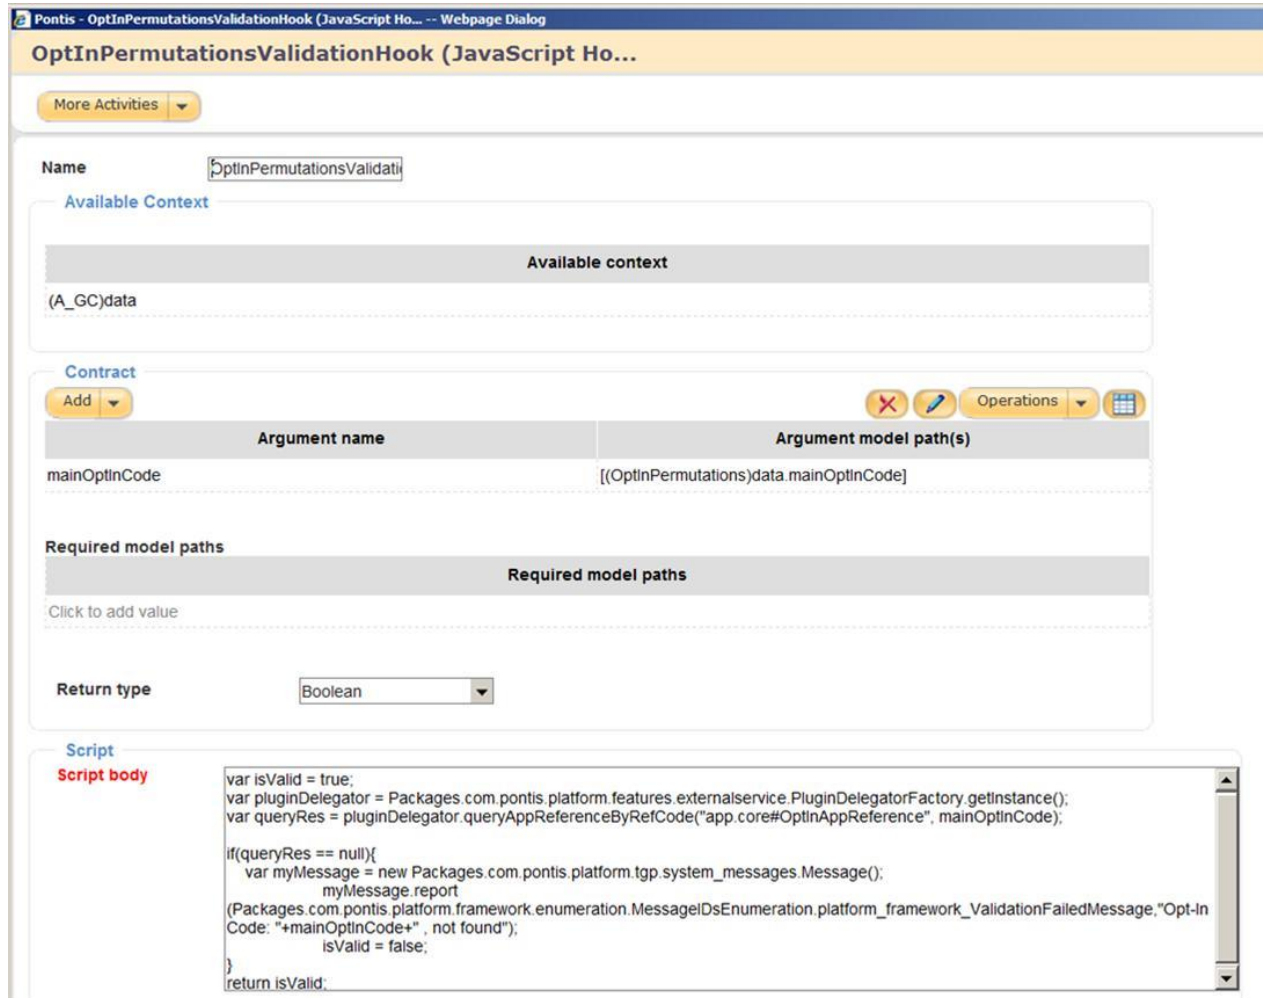 Pontis - OptInPermutationsValidationHook (JavaScript Ho... -- Webpage Dialog
OptInPermutationsValidationHook (JavaScript Ho...
More Activities
Name OptInPermutationsValidati
Available Context
Available context
(A_GC)data
Contract
Add Operations
Argument name Argument model path(s)
mainOptInCode [(OptInPermutations)data.mainOptInCode]
Required model paths
Required model paths
Click to add value
Return type Boolean
Script
Script body
var isValid = true;
var pluginDelegator = Packages.com.pontis.platform.features.externalservice.PluginDelegatorFactory.getInstance();
var queryRes = pluginDelegator.queryAppReferenceByRefCode("app.core#OptInAppReference", mainOptInCode);
if(queryRes == null){
var myMessage = new Packages.com.pontis.platform.tgp.system_messages.Message();
myMessage.report
(Packages.com.pontis.platform.framework.enumeration.MessageIDsEnumeration.platform_framework_ValidationFailedMessage,"Opt-In
Code: "+mainOptInCode+" , not found");
isValid = false;
}
return isValid;